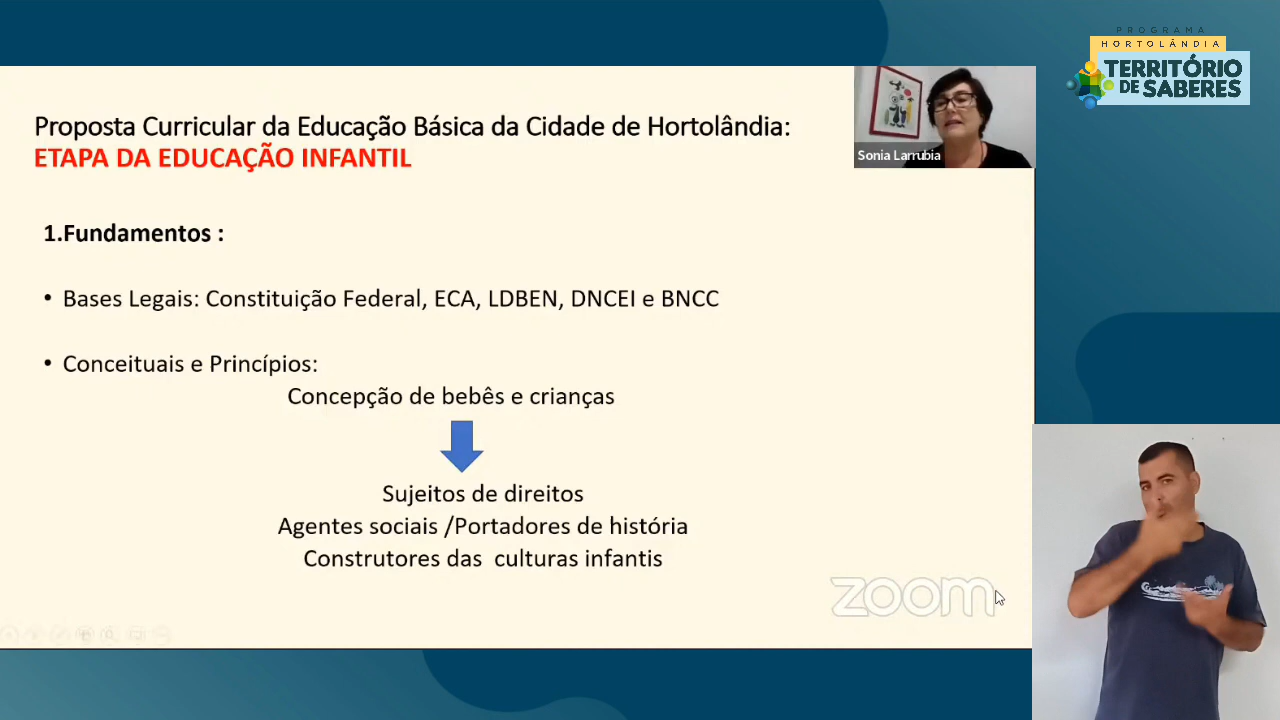 PROGRAMA
HORTOLÂNDIA
TERRITÓRIO
DE SABERES
Sonia Larrubia
Proposta Curricular da Educação Básica da Cidade de Hortolândia:
ETAPA DA EDUCAÇÃO INFANTIL
1.Fundamentos :
• Bases Legais: Constituição Federal, ECA, LDBEN, DNCEI e BNCC
• Conceituais e Princípios:
Concepção de bebês e crianças
Sujeitos de direitos
Agentes sociais /Portadores de história
Construtores das  culturas infantis
zoom